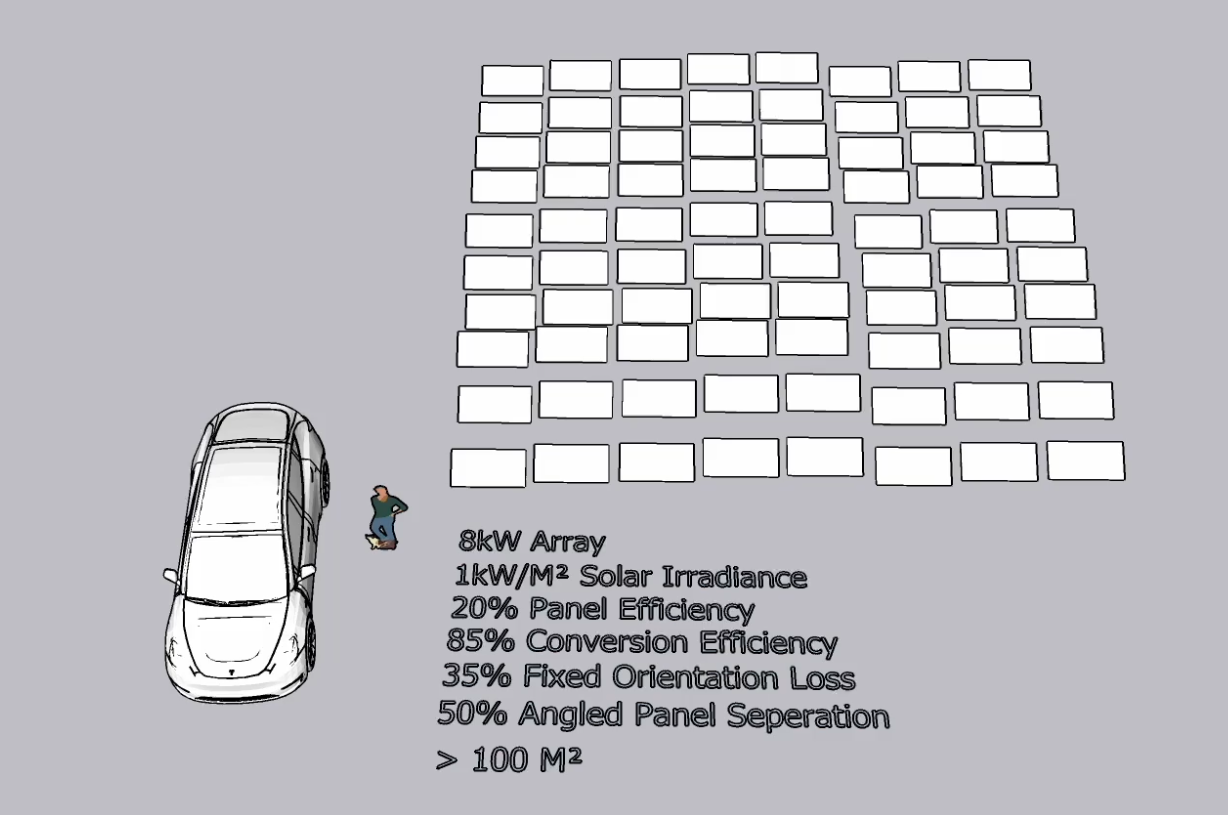 8kW Array
1kW/M² Solar Irradiance
20% Panel Efficiency
85% Conversion Efficiency
35% Fixed Orientation Loss
50% Angled Panel Seperation
> 100 M²